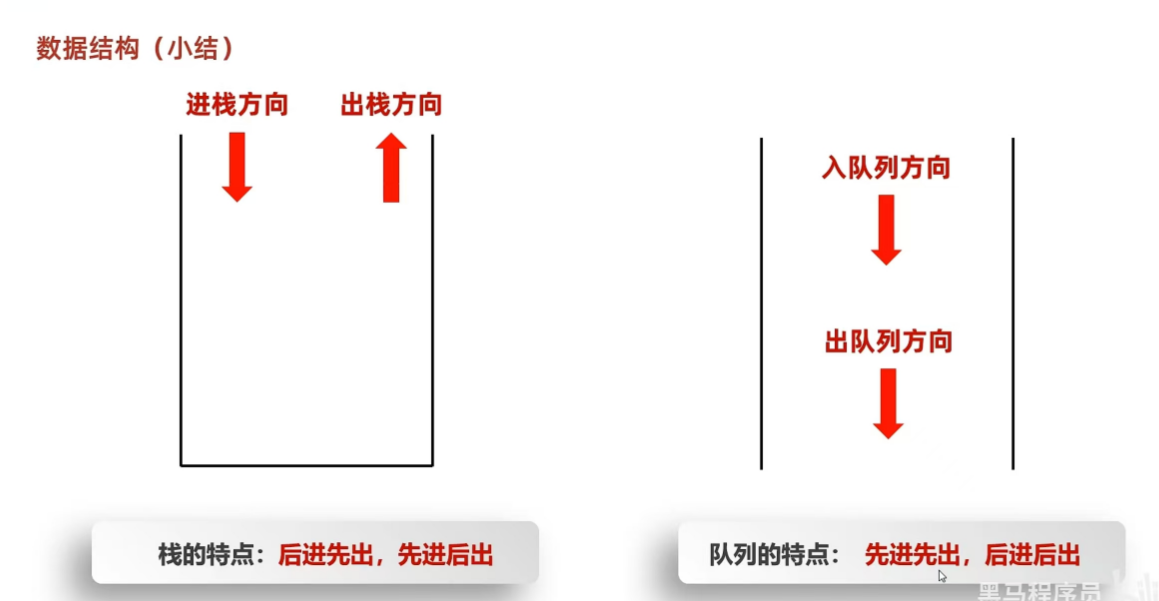 数据结构（小结）
进栈方向 出栈方向
入队列方向
出队列方向
栈的特点：后进先出，先进后出
队列的特点： 先进先出，后进后出
黑马程序员